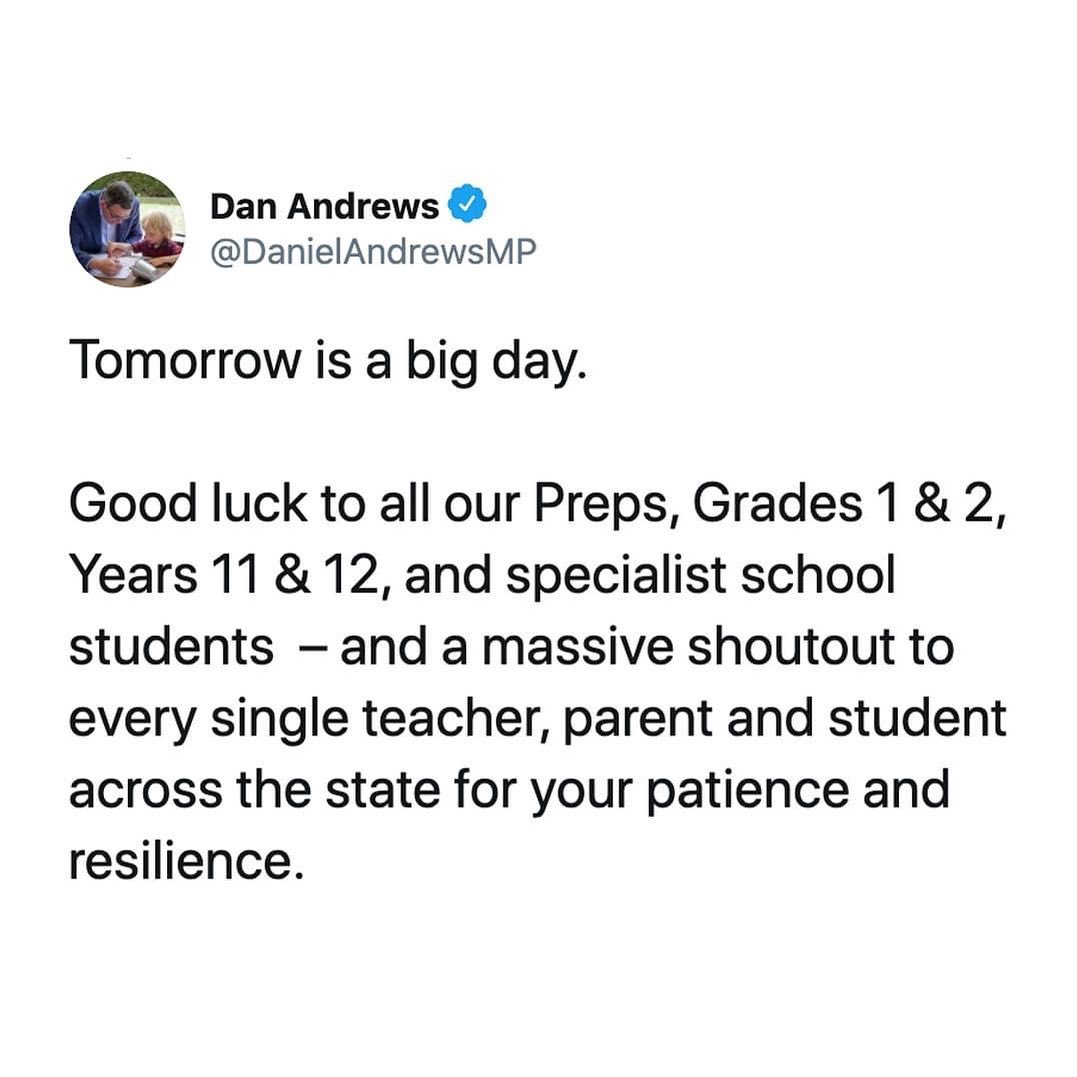 Dan Andrews
@DanielAndrewsMP
Tomorrow is a big day.
Good luck to all our Preps, Grades 1 & 2,
Years 11 & 12, and specialist school
students – and a massive shoutout to
every single teacher, parent and student
across the state for your patience and
resilience.